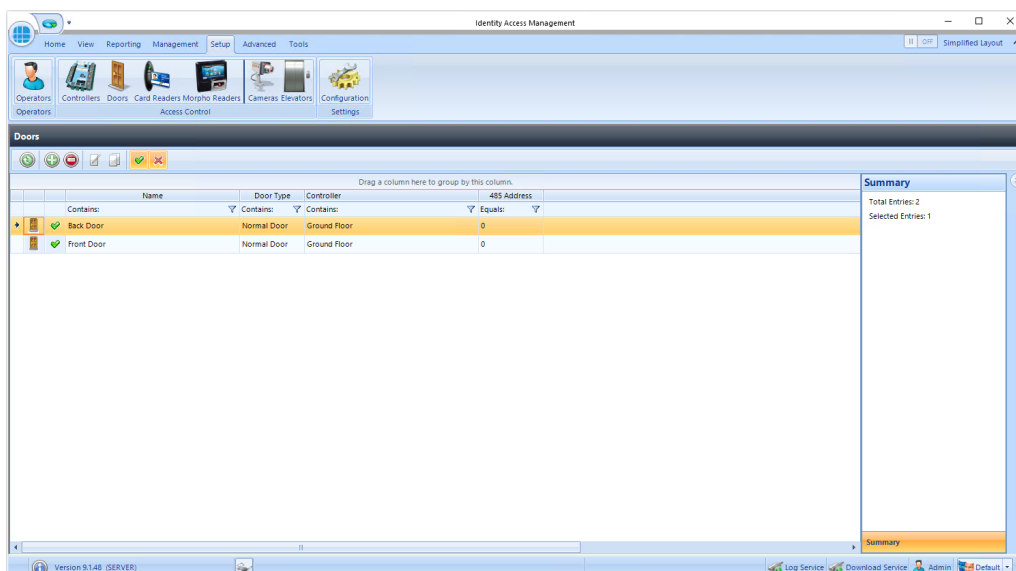 Identity Access Management
Home View Reporting Management Setup Advanced Tools
OFF Simplified Layout
Operators Controllers Doors Card Readers Morpho Readers Cameras Elevators Configuration
Operators Access Control Settings
Doors
Drag a column here to group by this column.
Name Door Type Controller 485 Address
Contains: Contains: Contains: Equals:
Back Door Normal Door Ground Floor 0
Front Door Normal Door Ground Floor 0
Summary
Total Entries: 2
Selected Entries: 1
Summary
Version 9.1.48 (SERVER) Log Service Download Service Admin Default